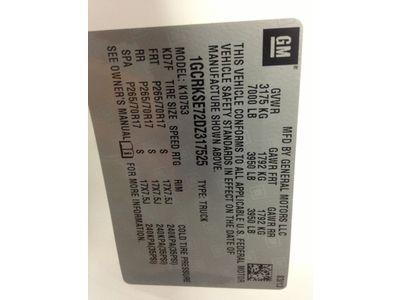 GM
MFD BY GENERAL MOTORS LLC
GVWR GAWR FRT GAWR RR
3175 KG 1792 KG 1792 KG
7000 LB 3950 LB 3950 LB
THIS VEHICLE CONFORMS TO ALL APPLICABLE U.S. FEDERAL MOTOR
VEHICLE SAFETY STANDARDS IN EFFECT ON THE DATE OF
MANUFACTURE SHOWN ABOVE.
1GCRKSE72DZ317525 TYPE: TRUCK
MODEL: K10753
KD7F TIRE SIZE SPEED RTG RIM COLD TIRE PRESSURE
FRT P265/70R17 S 17X7.5J 240KPA(35PSI)
RR P265/70R17 S 17X7.5J 240KPA(35PSI)
SPA P265/70R17 S 17X7.5J 240KPA(35PSI)
SEE OWNER'S MANUAL FOR MORE INFORMATION.